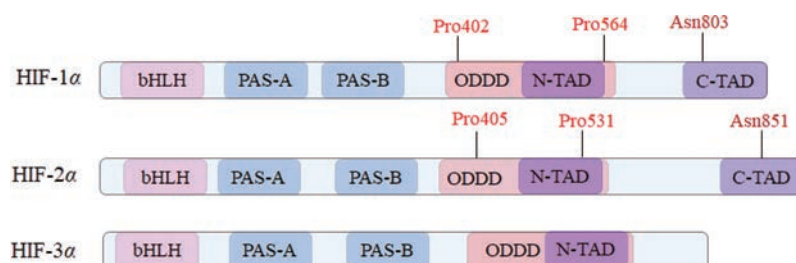 Pro402 Pro564 Asn803
HIF-1α bHLH PAS-A PAS-B ODDD N-TAD C-TAD
Pro405 Pro531 Asn851
HIF-2α bHLH PAS-A PAS-B ODDD N-TAD C-TAD
HIF-3α bHLH PAS-A PAS-B ODDD N-TAD